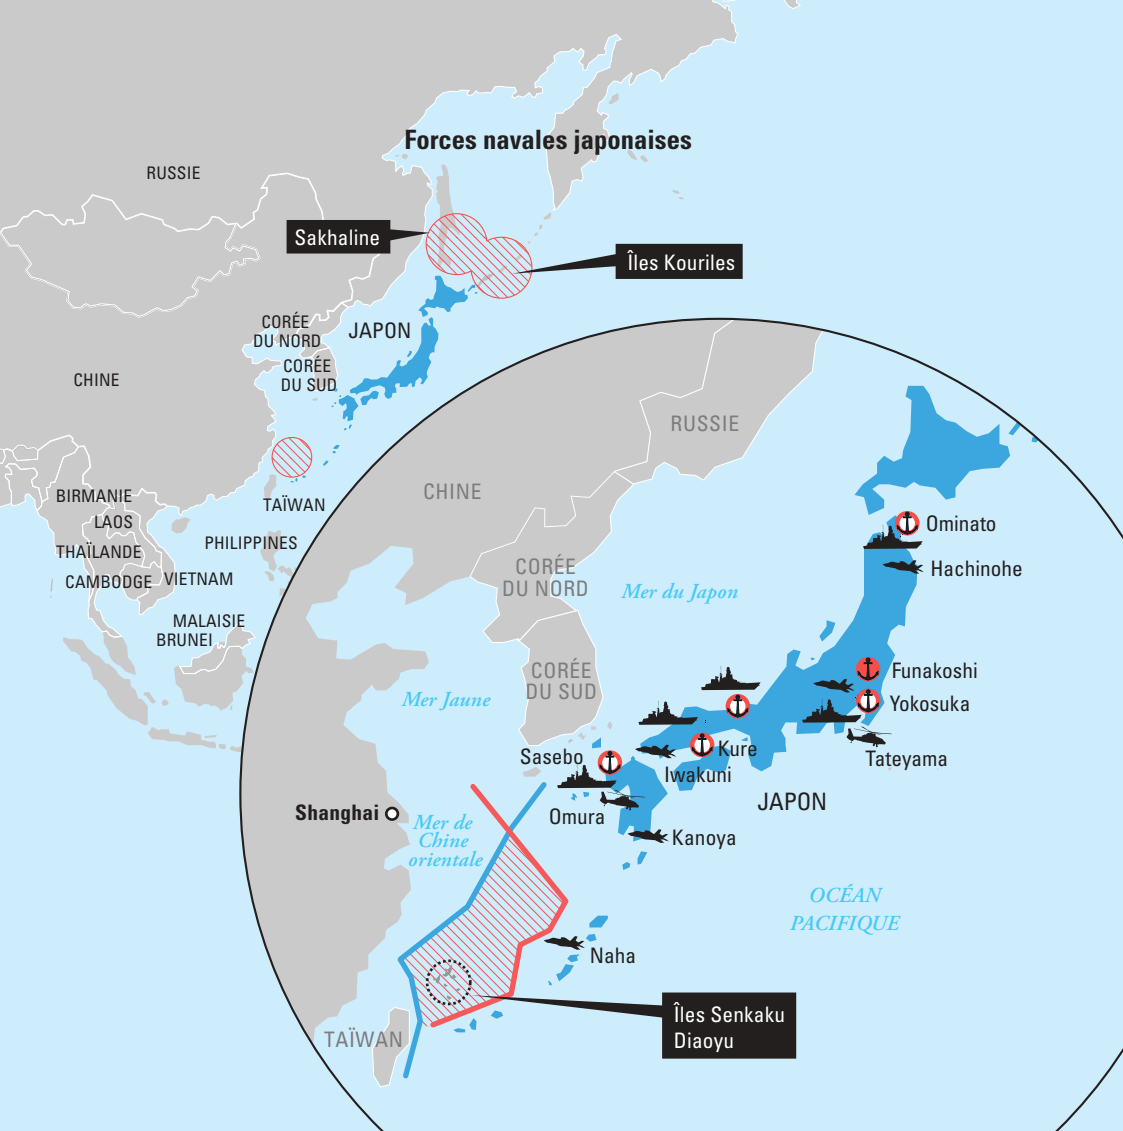 Forces navales japonaises
RUSSIE
Sakhaline
Îles Kouriles
CORÉE
DU NORD
JAPON
CORÉE
DU SUD
CHINE
BIRMANIE
LAOS
TAÏWAN
THAÏLANDE
PHILIPPINES
CAMBODGE
VIETNAM
MALAISIE
BRUNEI
RUSSIE
CHINE
CORÉE
DU NORD
Mer du Japon
CORÉE
DU SUD
Mer Jaune
Ominato
Hachinohe
Funakoshi
Yokosuka
Tateyama
Kure
Sasebo
Iwakuni
JAPON
Omura
Kanoya
Shanghai
Mer de
Chine
orientale
OCÉAN
PACIFIQUE
Naha
Îles Senkaku
Diaoyu
TAÏWAN